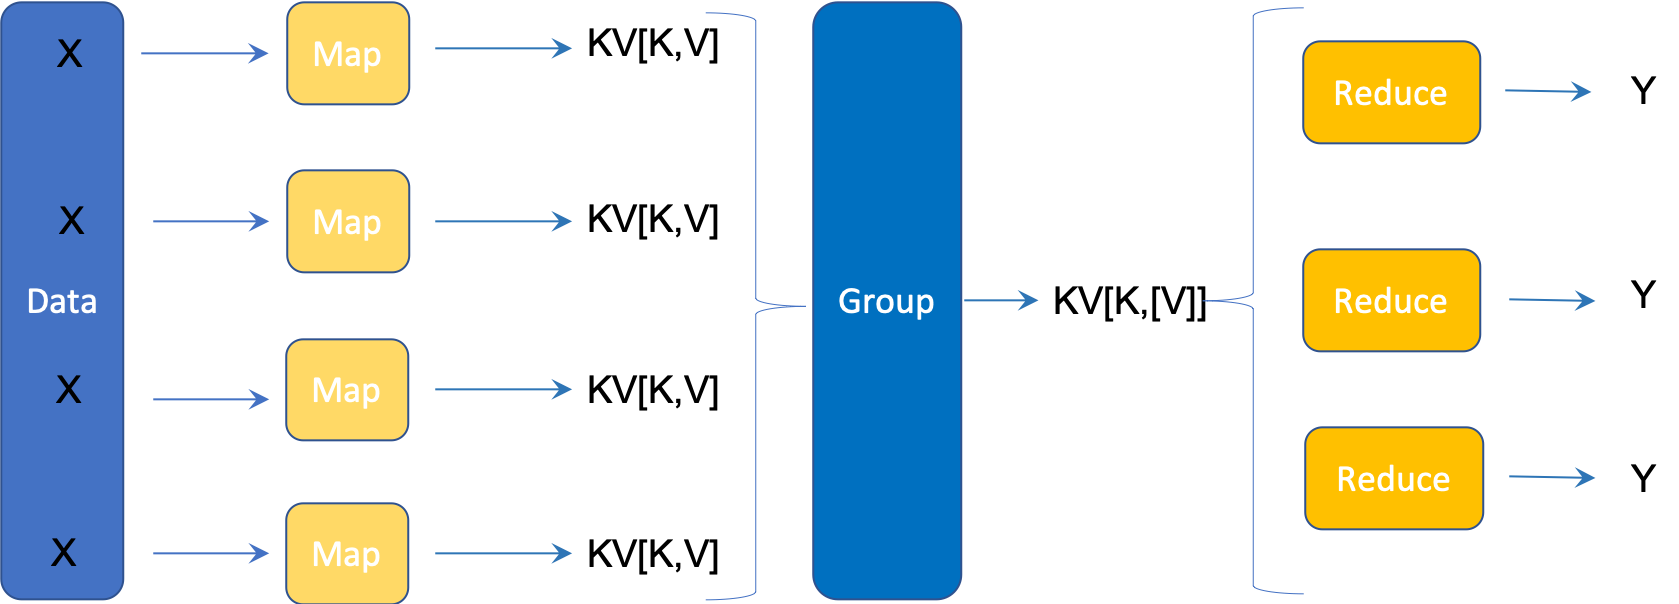 X
Map
KV[K,V]
X
Map
KV[K,V]
Data
X
Map
KV[K,V]
X
Map
KV[K,V]
Group
KV[K,[V]]
Reduce
Y
Reduce
Y
Reduce
Y